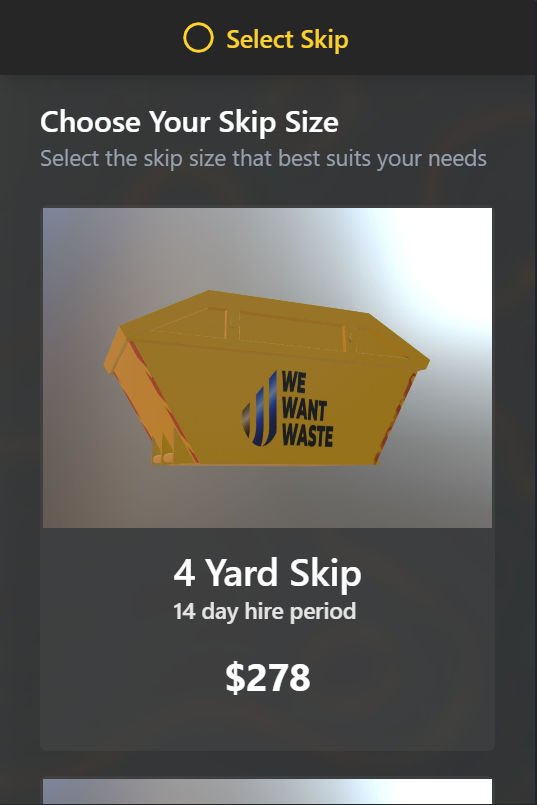 Select Skip
Choose Your Skip Size
Select the skip size that best suits your needs
WE
WANT
WASTE
4 Yard Skip
14 day hire period
$278